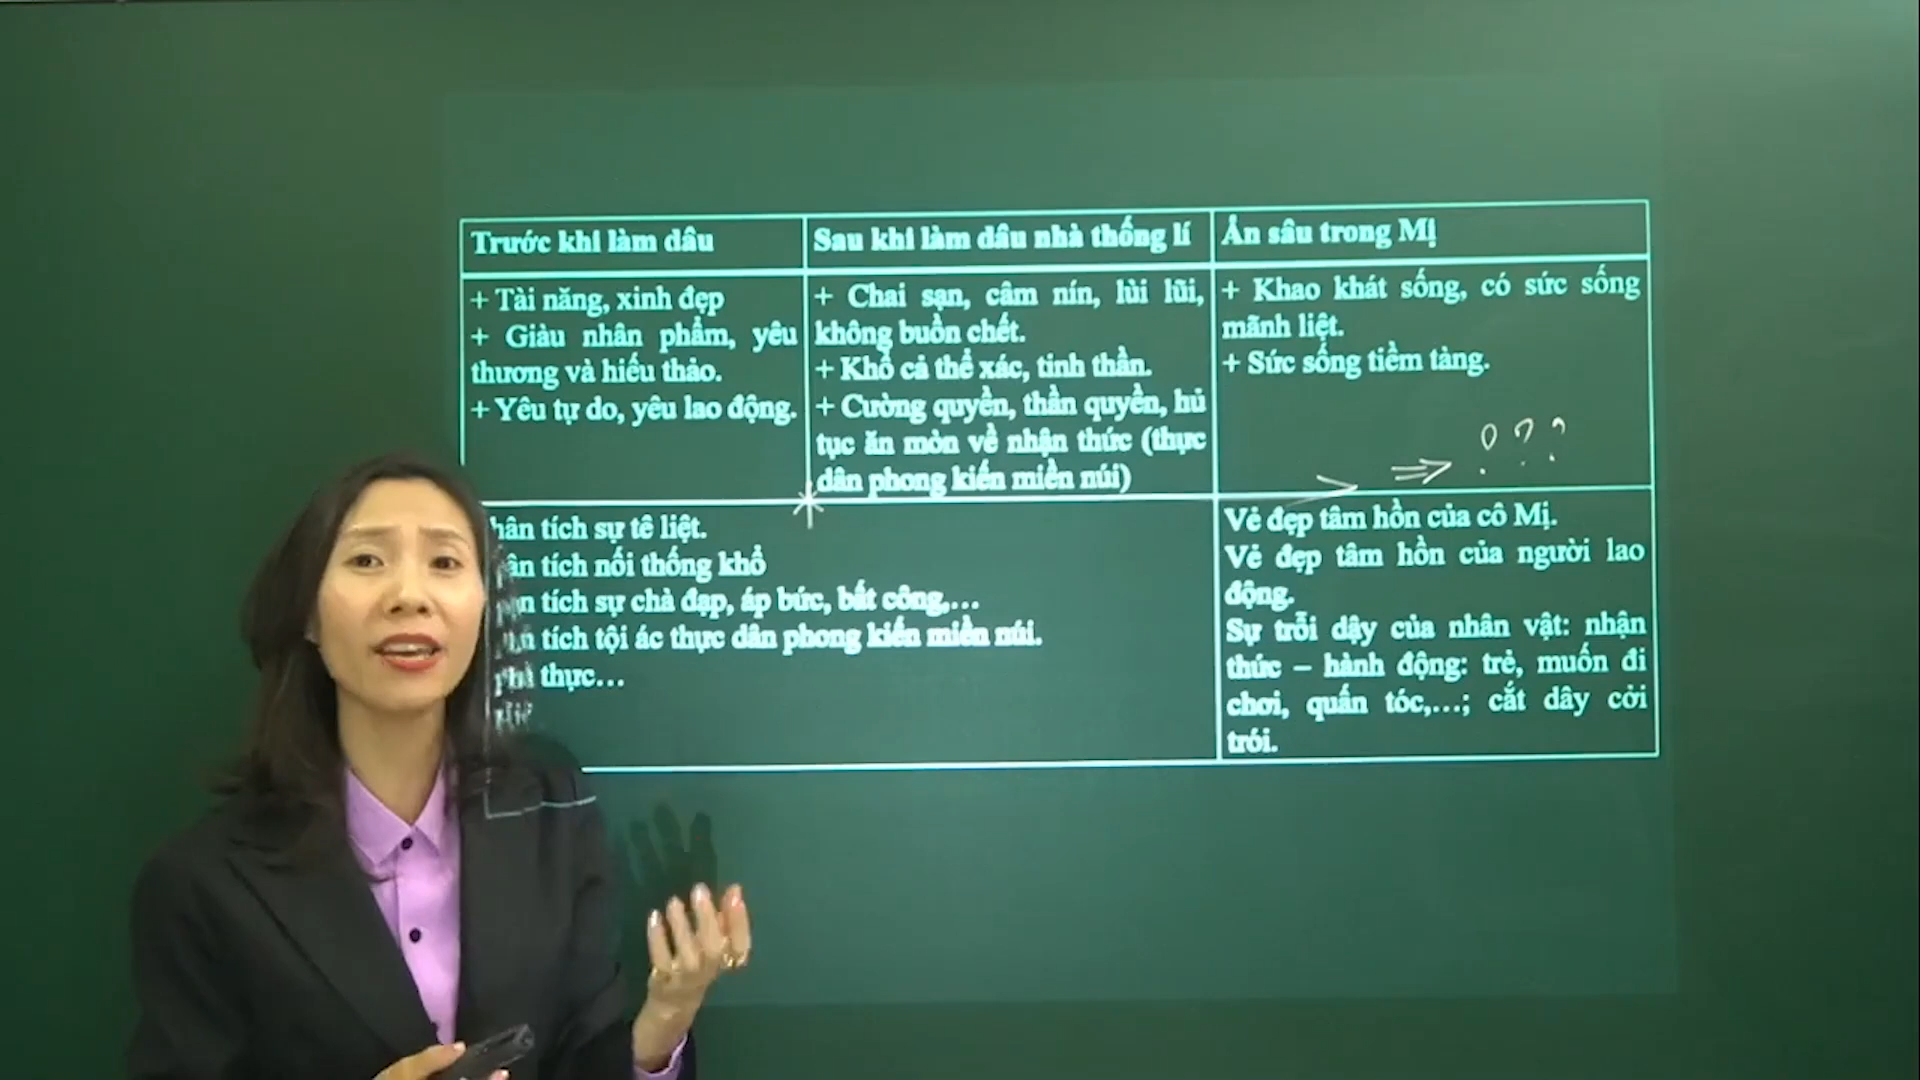 Trước khi làm dâu
Sau khi làm dâu nhà thống lí
Ẩn sâu trong Mị
+ Tài năng, xinh đẹp
+ Giàu nhân phẩm, yêu
thương và hiếu thảo.
+ Yêu tự do, yêu lao động.
+ Chai sạn, câm nín, lùi lũi,
không buồn chết.
+ Khổ cả thể xác, tinh thần.
+ Cường quyền, thần quyền, hủ
tục ăn mòn về nhận thức (thực
dân phong kiến miền núi)
+ Khao khát sống, có sức sống
mãnh liệt.
+ Sức sống tiềm tàng.
⇒ ? ? ?
tích sự tê liệt.
tích nỗi thống khổ
tích sự chà đạp, áp bức, bất công,...
tích tội ác thực dân phong kiến miền núi.
thực...
Vẻ đẹp tâm hồn của cô Mị.
Vẻ đẹp tâm hồn của người lao
động.
Sự trỗi dậy của nhân vật: nhận
thức – hành động: trẻ, muốn đi
chơi, quấn tóc,...; cắt dây cởi
trói.